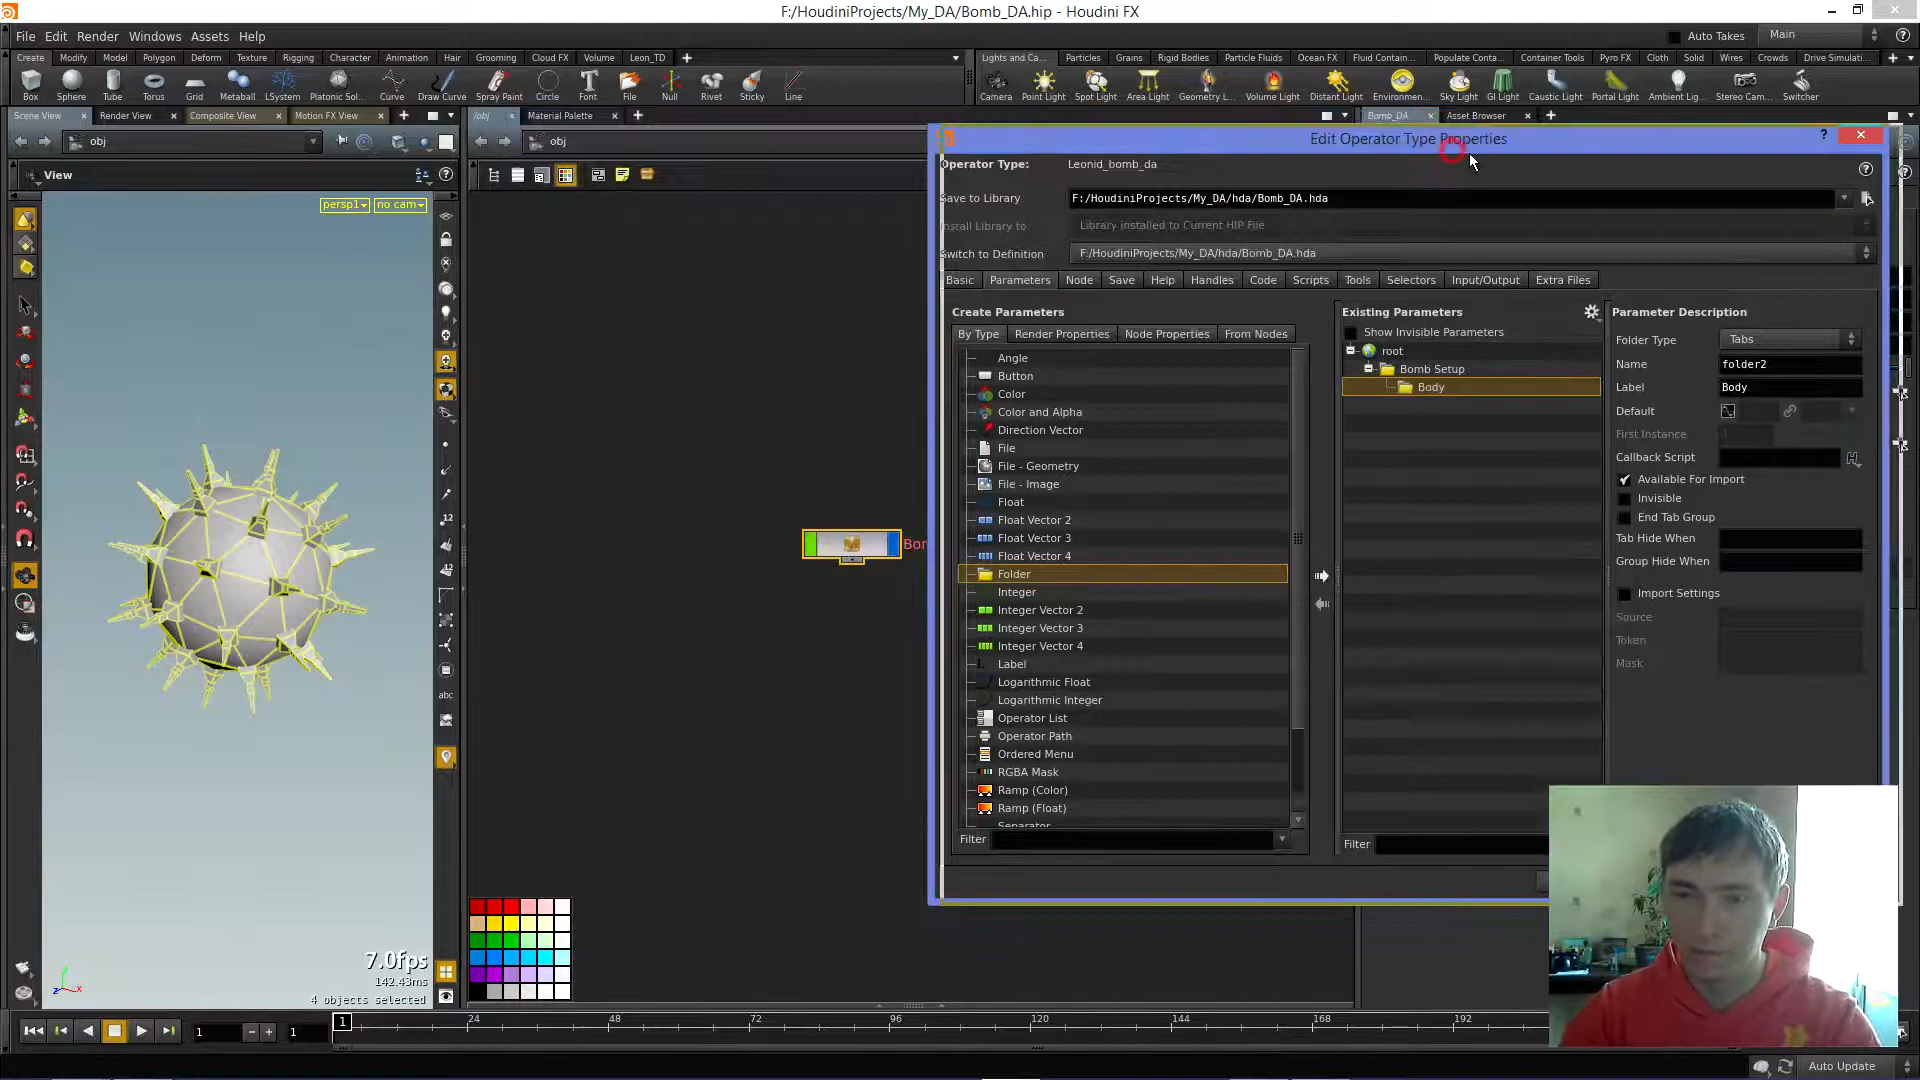 F:/HoudiniProjects/My_DA/Bomb_DA.hip - Houdini FX
File Edit Render Windows Assets Help
Auto Takes Main
Create Modify Model Polygon Deform Texture Rigging Character Animation Hair Grooming Cloud FX Volume Leon_TD
Lights and Ca... Particles Grains Rigid Bodies Particle Fluids Ocean FX Fluid Contain... Populate Conta... Container Tools Pyro FX Cloth Solid Wires Crowds Drive Simulati...
Box Sphere Tube Torus Grid Metaball LSystem Platonic Sol... Curve Draw Curve Spray Paint Circle Font File Null Rivet Sticky Line
Camera Point Light Spot Light Area Light Geometry L... Volume Light Distant Light Environmen... Sky Light GI Light Caustic Light Portal Light Ambient Lig... Stereo Cam... Switcher
Scene View Render View Composite View Motion FX View
/obj Material Palette
Bomb_DA Asset Browser
obj
obj
View
persp1 no cam
Edit Operator Type Properties
Operator Type: Leonid_bomb_da
Save to Library F:/HoudiniProjects/My_DA/hda/Bomb_DA.hda
Install Library to Library installed to Current HIP File
Switch to Definition F:/HoudiniProjects/My_DA/hda/Bomb_DA.hda
Basic Parameters Node Save Help Handles Code Scripts Tools Selectors Input/Output Extra Files
Create Parameters
By Type Render Properties Node Properties From Nodes
Angle
Button
Color
Color and Alpha
Direction Vector
File
File - Geometry
File - Image
Float
Float Vector 2
Float Vector 3
Float Vector 4
Folder
Integer
Integer Vector 2
Integer Vector 3
Integer Vector 4
Label
Logarithmic Float
Logarithmic Integer
Operator List
Operator Path
Ordered Menu
RGBA Mask
Ramp (Color)
Ramp (Float)
Separator
Filter
Existing Parameters
Show Invisible Parameters
root
Bomb Setup
Body
Filter
Parameter Description
Folder Type Tabs
Name folder2
Label Body
Default
First Instance 1
Callback Script
Available For Import
Invisible
End Tab Group
Tab Hide When
Group Hide When
Import Settings
Source
Token
Mask
Bor
12
12
abc
7.0fps
142.43ms
4 objects selected
1 1 1 24 48 72 96 120 144 168 192
Auto Update